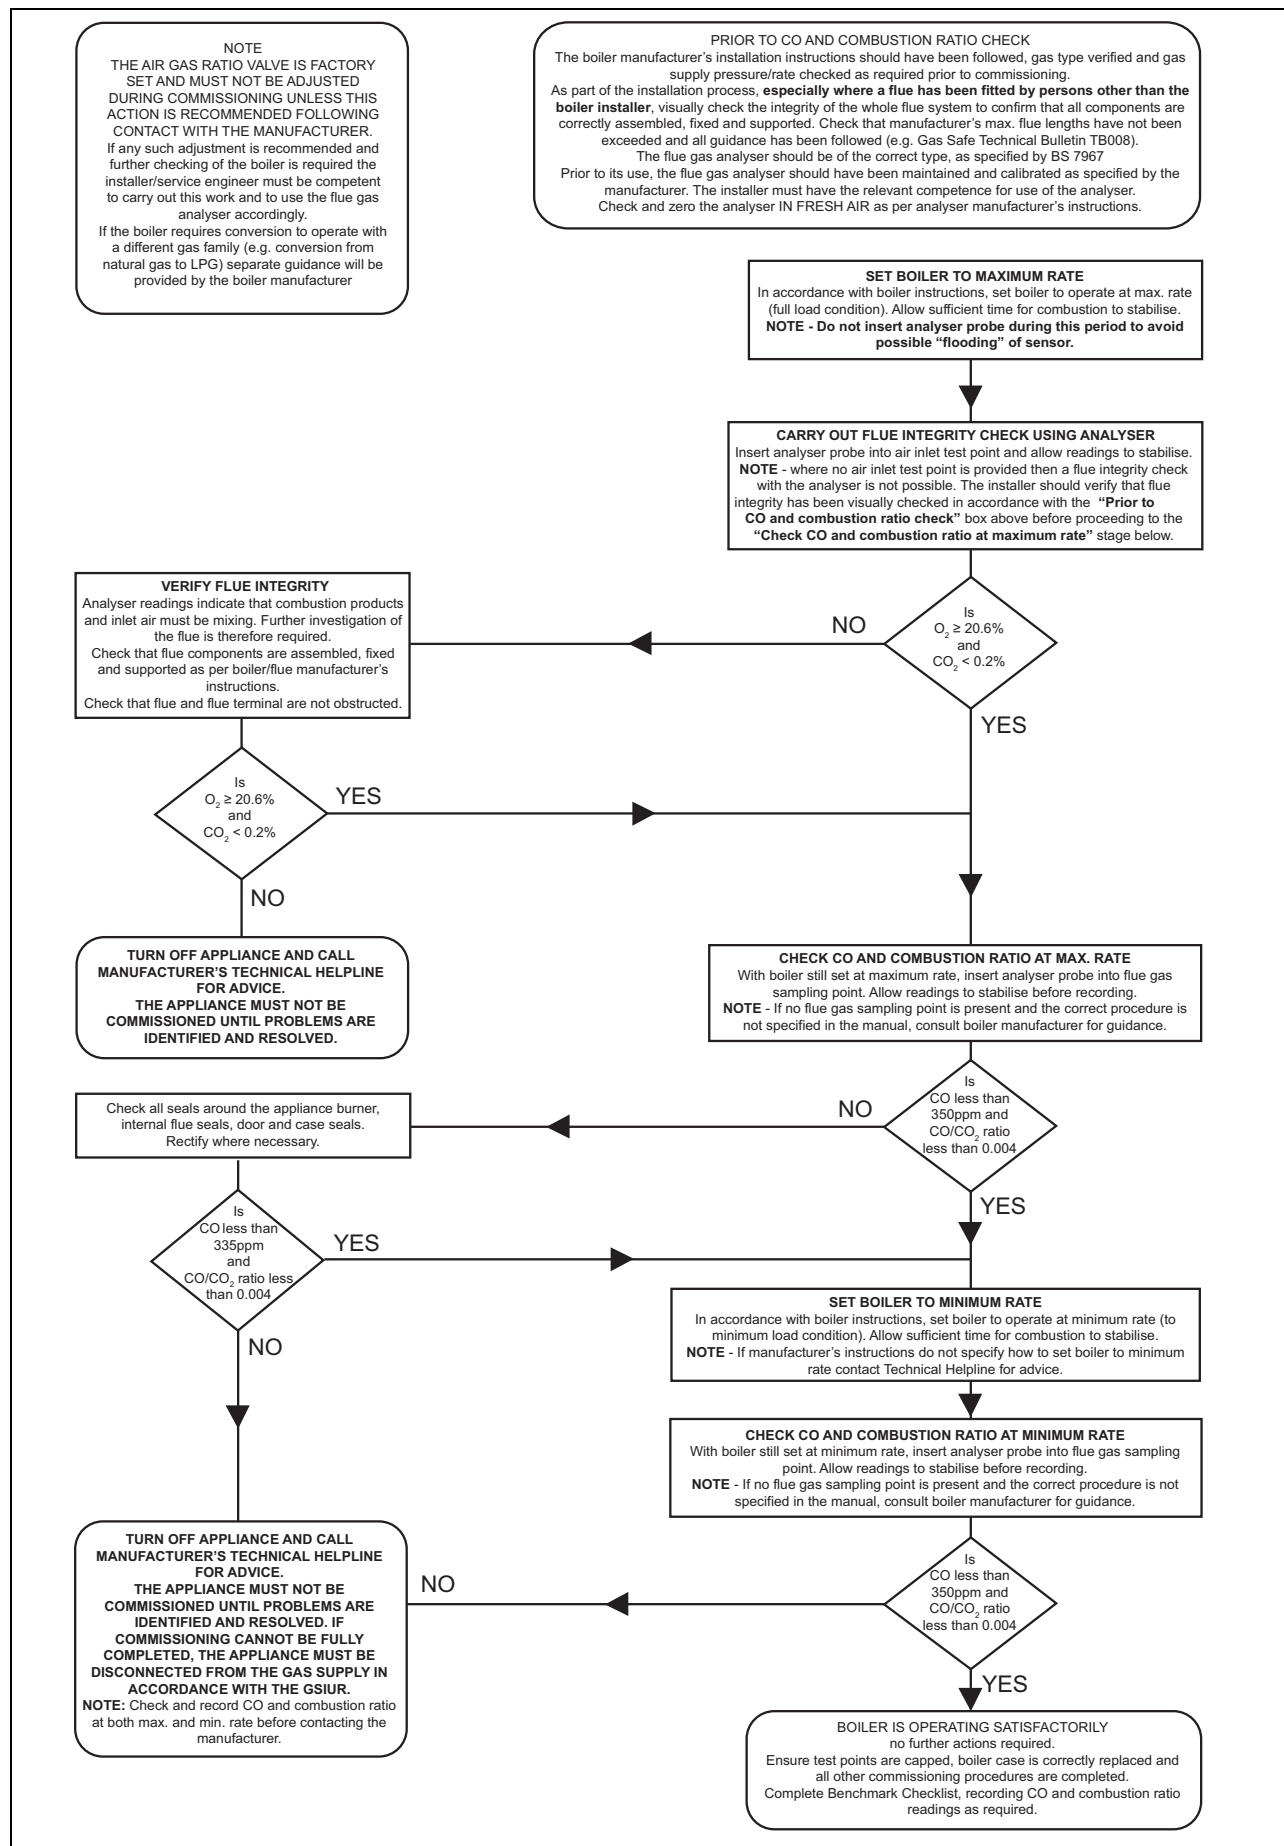 NOTE
THE AIR GAS RATIO VALVE IS FACTORY
SET AND MUST NOT BE ADJUSTED
DURING COMMISSIONING UNLESS THIS
ACTION IS RECOMMENDED FOLLOWING
CONTACT WITH THE MANUFACTURER.
If any such adjustment is recommended and
further checking of the boiler is required the
installer/service engineer must be competent
to carry out this work and to use the flue gas
analyser accordingly.
If the boiler requires conversion to operate with
a different gas family (e.g. conversion from
natural gas to LPG) separate guidance will be
provided by the boiler manufacturer
PRIOR TO CO AND COMBUSTION RATIO CHECK
The boiler manufacturer's installation instructions should have been followed, gas type verified and gas
supply pressure/rate checked as required prior to commissioning.
As part of the installation process, especially where a flue has been fitted by persons other than the
boiler installer, visually check the integrity of the whole flue system to confirm that all components are
correctly assembled, fixed and supported. Check that manufacturer's max. flue lengths have not been
exceeded and all guidance has been followed (e.g. Gas Safe Technical Bulletin TB008).
The flue gas analyser should be of the correct type, as specified by BS 7967
Prior to its use, the flue gas analyser should have been maintained and calibrated as specified by the
manufacturer. The installer must have the relevant competence for use of the analyser.
Check and zero the analyser IN FRESH AIR as per analyser manufacturer's instructions.
SET BOILER TO MAXIMUM RATE
In accordance with boiler instructions, set boiler to operate at max. rate
(full load condition). Allow sufficient time for combustion to stabilise.
NOTE - Do not insert analyser probe during this period to avoid
possible “flooding” of sensor.
CARRY OUT FLUE INTEGRITY CHECK USING ANALYSER
Insert analyser probe into air inlet test point and allow readings to stabilise.
NOTE - where no air inlet test point is provided then a flue integrity check
with the analyser is not possible. The installer should verify that flue
integrity has been visually checked in accordance with the “Prior to
CO and combustion ratio check” box above before proceeding to the
“Check CO and combustion ratio at maximum rate” stage below.
Is
O₂ ≥ 20.6%
and
CO₂ < 0.2%
NO
YES
VERIFY FLUE INTEGRITY
Analyser readings indicate that combustion products
and inlet air must be mixing. Further investigation of
the flue is therefore required.
Check that flue components are assembled, fixed
and supported as per boiler/flue manufacturer's
instructions.
Check that flue and flue terminal are not obstructed.
Is
O₂ ≥ 20.6%
and
CO₂ < 0.2%
YES
NO
TURN OFF APPLIANCE AND CALL
MANUFACTURER'S TECHNICAL HELPLINE
FOR ADVICE.
THE APPLIANCE MUST NOT BE
COMMISSIONED UNTIL PROBLEMS ARE
IDENTIFIED AND RESOLVED.
CHECK CO AND COMBUSTION RATIO AT MAX. RATE
With boiler still set at maximum rate, insert analyser probe into flue gas
sampling point. Allow readings to stabilise before recording.
NOTE - If no flue gas sampling point is present and the correct procedure is
not specified in the manual, consult boiler manufacturer for guidance.
Is
CO less than
350ppm and
CO/CO₂ ratio
less than 0.004
NO
YES
Check all seals around the appliance burner,
internal flue seals, door and case seals.
Rectify where necessary.
Is
CO less than
335ppm
and
CO/CO₂ ratio less
than 0.004
YES
NO
SET BOILER TO MINIMUM RATE
In accordance with boiler instructions, set boiler to operate at minimum rate (to
minimum load condition). Allow sufficient time for combustion to stabilise.
NOTE - If manufacturer's instructions do not specify how to set boiler to minimum
rate contact Technical Helpline for advice.
CHECK CO AND COMBUSTION RATIO AT MINIMUM RATE
With boiler still set at minimum rate, insert analyser probe into flue gas sampling
point. Allow readings to stabilise before recording.
NOTE - If no flue gas sampling point is present and the correct procedure is not
specified in the manual, consult boiler manufacturer for guidance.
Is
CO less than
350ppm and
CO/CO₂ ratio
less than 0.004
NO
YES
TURN OFF APPLIANCE AND CALL
MANUFACTURER'S TECHNICAL HELPLINE
FOR ADVICE.
THE APPLIANCE MUST NOT BE
COMMISSIONED UNTIL PROBLEMS ARE
IDENTIFIED AND RESOLVED. IF
COMMISSIONING CANNOT BE FULLY
COMPLETED, THE APPLIANCE MUST BE
DISCONNECTED FROM THE GAS SUPPLY IN
ACCORDANCE WITH THE GSIUR.
NOTE: Check and record CO and combustion ratio
at both max. and min. rate before contacting the
manufacturer.
BOILER IS OPERATING SATISFACTORILY
no further actions required.
Ensure test points are capped, boiler case is correctly replaced and
all other commissioning procedures are completed.
Complete Benchmark Checklist, recording CO and combustion ratio
readings as required.